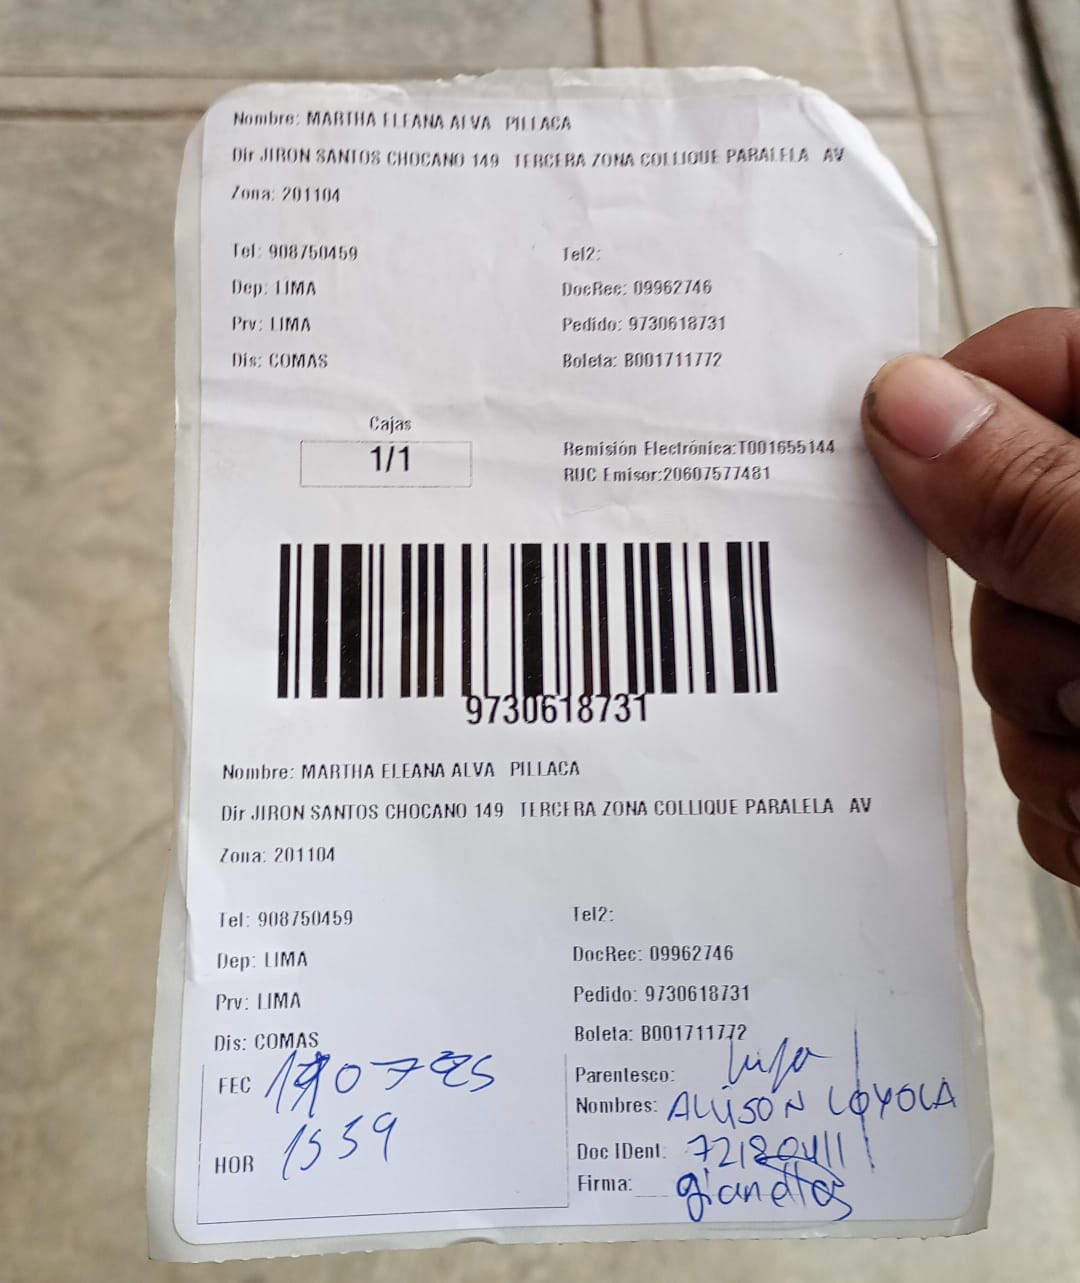 Nombre: MARTHA ELEANA ALVA PILLACA
Dir JIRON SANTOS CHOCANO 149 TERCERA ZONA COLLIQUE PARALELA AV
Zona: 201104
Tel: 908750459 Tel2:
Dep: LIMA DocRec: 09962746
Prv: LIMA Pedido: 9730618731
Dis: COMAS Boleta: B001711772
Cajas
1/1
Remisión Electrónica:T001655144
RUC Emisor:20607577481
9730618731
Nombre: MARTHA ELEANA ALVA PILLACA
Dir JIRON SANTOS CHOCANO 149 TERCERA ZONA COLLIQUE PARALELA AV
Zona: 201104
Tel: 908750459 Tel2:
Dep: LIMA DocRec: 09962746
Prv: LIMA Pedido: 9730618731
Dis: COMAS Boleta: B001711772
FEC
HOR 1559
Parentesco: hija
Nombres: ALLISON LOYOLA
Doc IDent: 72180411
Firma: